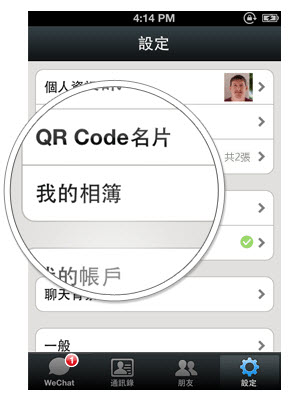 4:14 PM
設定
個人資
QR Code名片
共2張
我的相簿
我的帳戶
聊天背景
一般
1
WeChat 通訊錄 朋友 設定